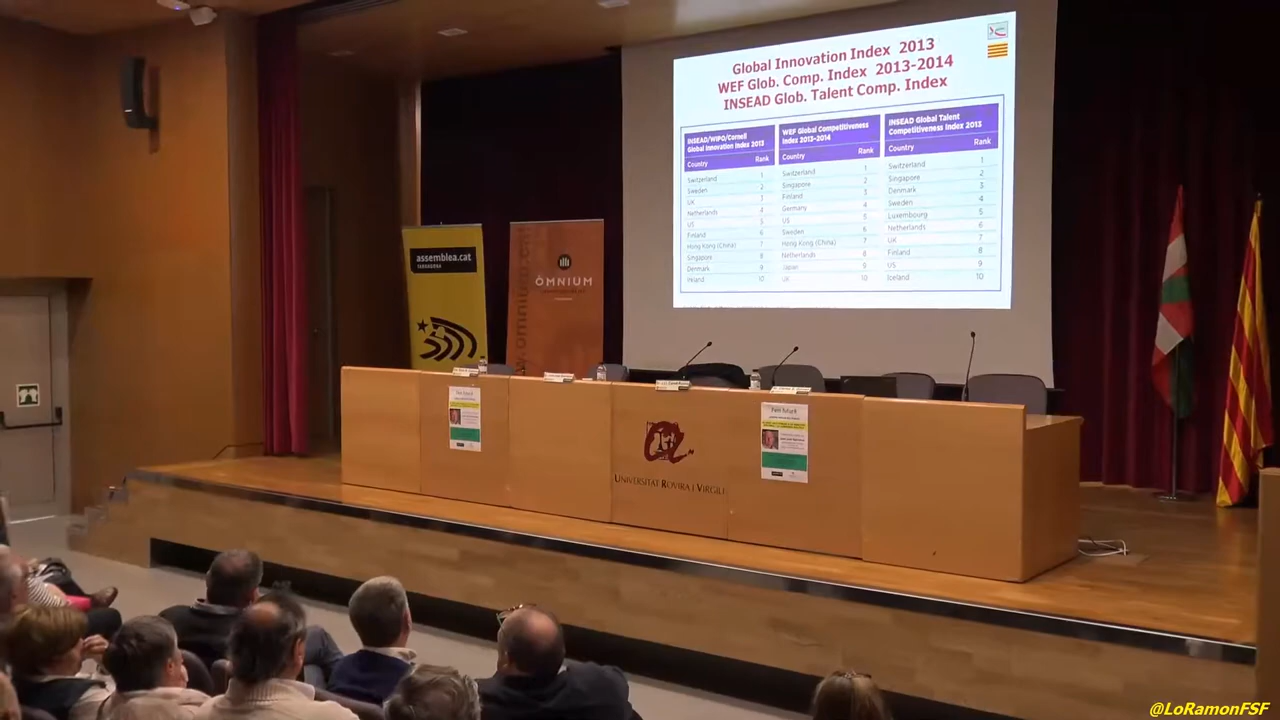 Global Innovation Index 2013
WEF Glob. Comp. Index 2013-2014
INSEAD Glob. Talent Comp. Index
INSEAD/WIPO/Cornell
Global Innovation Index 2013
Country Rank
Switzerland 1
Sweden 2
UK 3
Netherlands 4
US 5
Finland 6
Hong Kong (China) 7
Singapore 8
Denmark 9
Ireland 10
WEF Global Competitiveness
Index 2013-2014
Country Rank
Switzerland 1
Singapore 2
Finland 3
Germany 4
US 5
Sweden 6
Hong Kong (China) 7
Netherlands 8
Japan 9
UK 10
INSEAD Global Talent
Competitiveness Index 2013
Country Rank
Switzerland 1
Singapore 2
Denmark 3
Sweden 4
Luxembourg 5
Netherlands 6
UK 7
Finland 8
US 9
Iceland 10
assemblea.cat
TARRAGONA
ÒMNIUM
Fem futur!!
Fem futur!!
UNIVERSITAT ROVIRA I VIRGILI
@LoRamonFSF